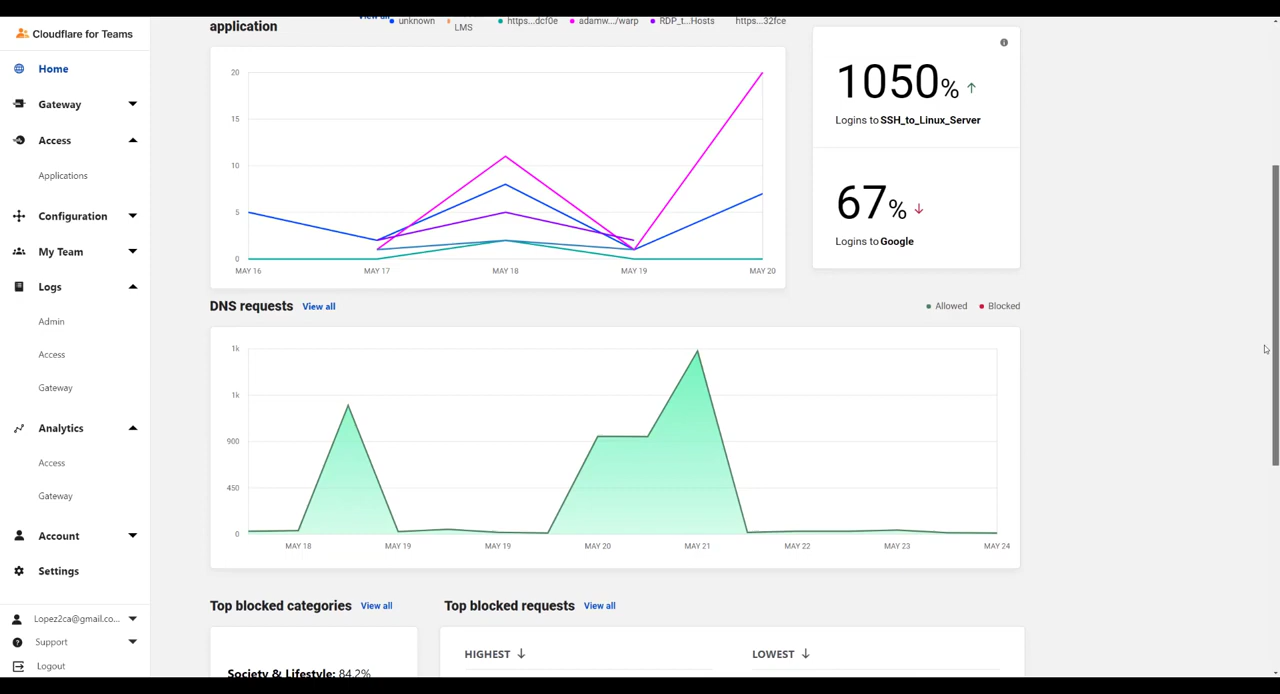 Cloudflare for Teams
Home
Gateway
Access
Applications
Configuration
My Team
Logs
Admin
Access
Gateway
Analytics
Access
Gateway
Account
Settings
Lopez2ca@gmail.co...
Support
Logout
application
View all
unknown
LMS
https...dcf0e
adamw.../warp
RDP_t...Hosts
https...32fce
20
15
10
5
0
MAY 16 MAY 17 MAY 18 MAY 19 MAY 20
1050%
Logins to SSH_to_Linux_Server
67%
Logins to Google
DNS requests View all
Allowed Blocked
1k
1k
900
450
0
MAY 18 MAY 19 MAY 19 MAY 20 MAY 21 MAY 22 MAY 23 MAY 24
Top blocked categories View all
Society & Lifestyle: 84.2%
Top blocked requests View all
HIGHEST LOWEST